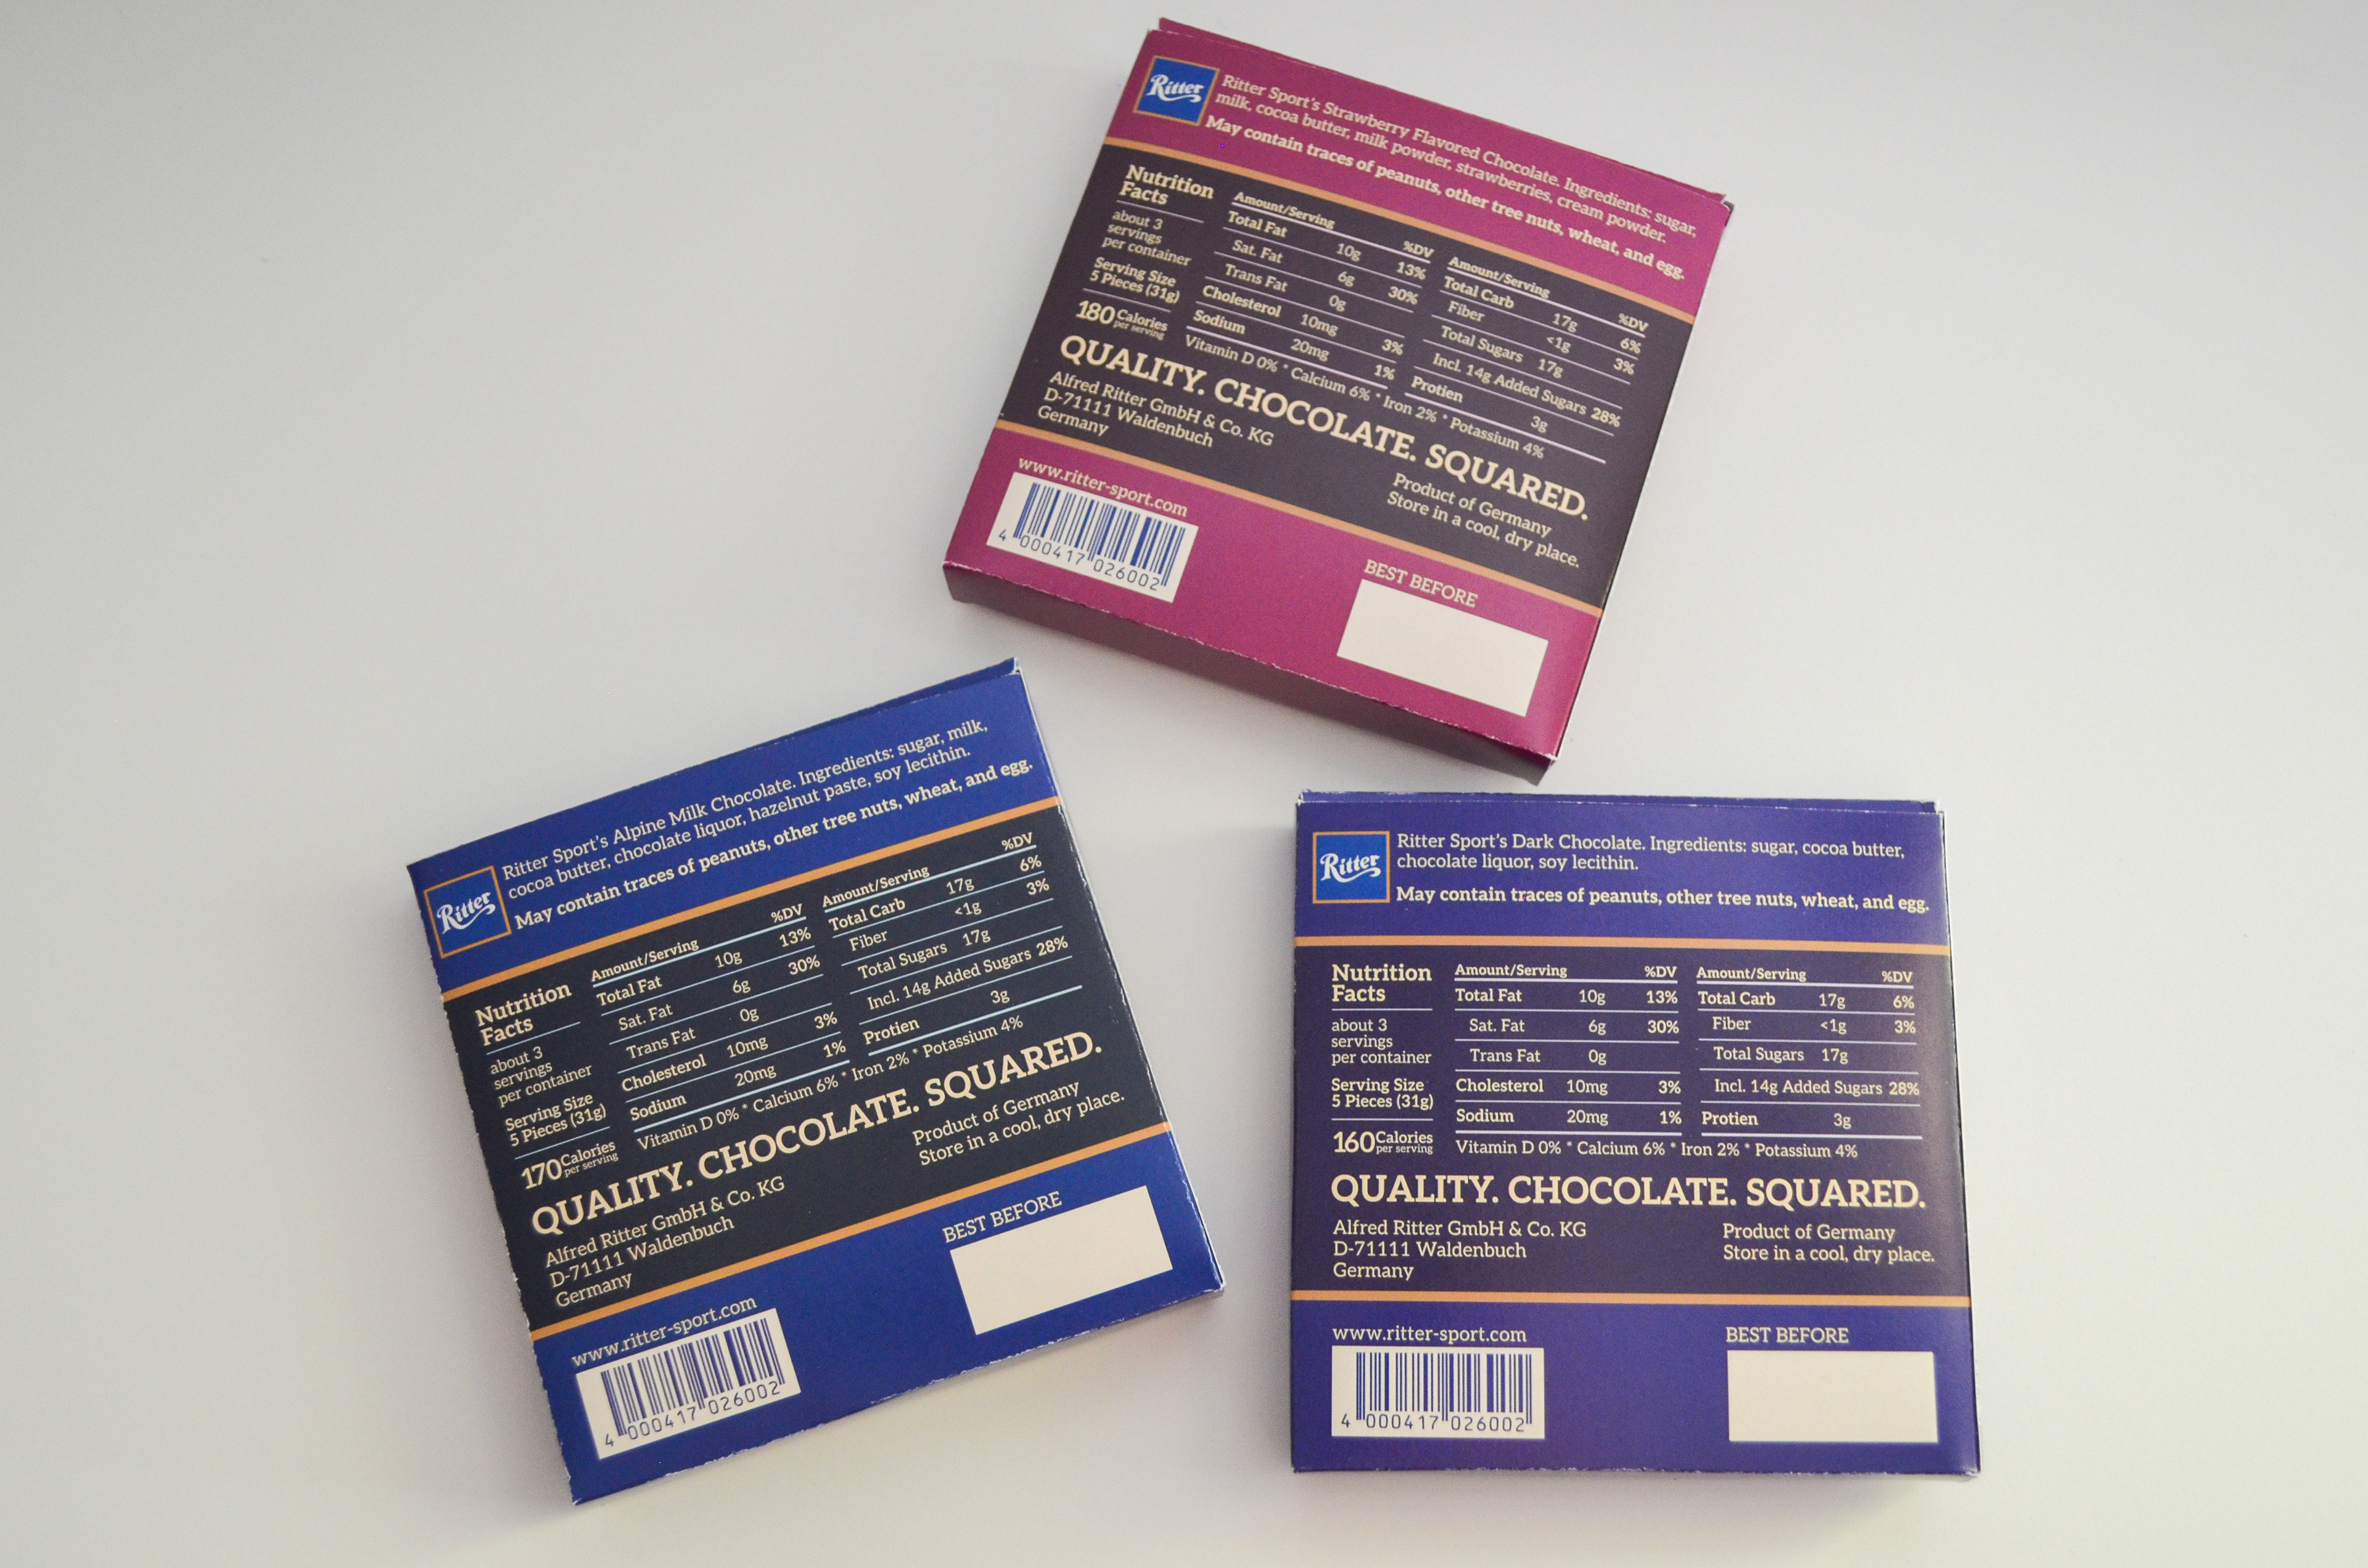 Ritter
Ritter Sport's Strawberry Flavored Chocolate. Ingredients: sugar,
milk, cocoa butter, milk powder, strawberries, cream powder.
May contain traces of peanuts, other tree nuts, wheat, and egg.
Nutrition
Facts
about 3
servings
per container
Serving Size
5 Pieces (31g)
180 Calories
per serving
Amount/Serving %DV
Total Fat 10g 13%
Sat. Fat 6g 30%
Trans Fat 0g
Cholesterol 10mg 3%
Sodium 20mg 1%
Amount/Serving %DV
Total Carb 17g 6%
Fiber <1g 3%
Total Sugars 17g
Incl. 14g Added Sugars 28%
Protien 3g
Vitamin D 0% * Calcium 6% * Iron 2% * Potassium 4%
QUALITY. CHOCOLATE. SQUARED.
Alfred Ritter GmbH & Co. KG
D-71111 Waldenbuch
Germany
Product of Germany
Store in a cool, dry place.
www.ritter-sport.com
4 000417 026002
BEST BEFORE
Ritter
Ritter Sport's Alpine Milk Chocolate. Ingredients: sugar, milk,
cocoa butter, chocolate liquor, hazelnut paste, soy lecithin.
May contain traces of peanuts, other tree nuts, wheat, and egg.
Nutrition
Facts
about 3
servings
per container
Serving Size
5 Pieces (31g)
170 Calories
per serving
Amount/Serving %DV
Total Fat 10g 13%
Sat. Fat 6g 30%
Trans Fat 0g
Cholesterol 10mg 3%
Sodium 20mg 1%
Amount/Serving %DV
Total Carb 17g 6%
Fiber <1g 3%
Total Sugars 17g
Incl. 14g Added Sugars 28%
Protien 3g
Vitamin D 0% * Calcium 6% * Iron 2% * Potassium 4%
QUALITY. CHOCOLATE. SQUARED.
Alfred Ritter GmbH & Co. KG
D-71111 Waldenbuch
Germany
Product of Germany
Store in a cool, dry place.
www.ritter-sport.com
4 000417 026002
BEST BEFORE
Ritter
Ritter Sport's Dark Chocolate. Ingredients: sugar, cocoa butter,
chocolate liquor, soy lecithin.
May contain traces of peanuts, other tree nuts, wheat, and egg.
Nutrition
Facts
about 3
servings
per container
Serving Size
5 Pieces (31g)
160 Calories
per serving
Amount/Serving %DV
Total Fat 10g 13%
Sat. Fat 6g 30%
Trans Fat 0g
Cholesterol 10mg 3%
Sodium 20mg 1%
Amount/Serving %DV
Total Carb 17g 6%
Fiber <1g 3%
Total Sugars 17g
Incl. 14g Added Sugars 28%
Protien 3g
Vitamin D 0% * Calcium 6% * Iron 2% * Potassium 4%
QUALITY. CHOCOLATE. SQUARED.
Alfred Ritter GmbH & Co. KG
D-71111 Waldenbuch
Germany
Product of Germany
Store in a cool, dry place.
www.ritter-sport.com
4 000417 026002
BEST BEFORE